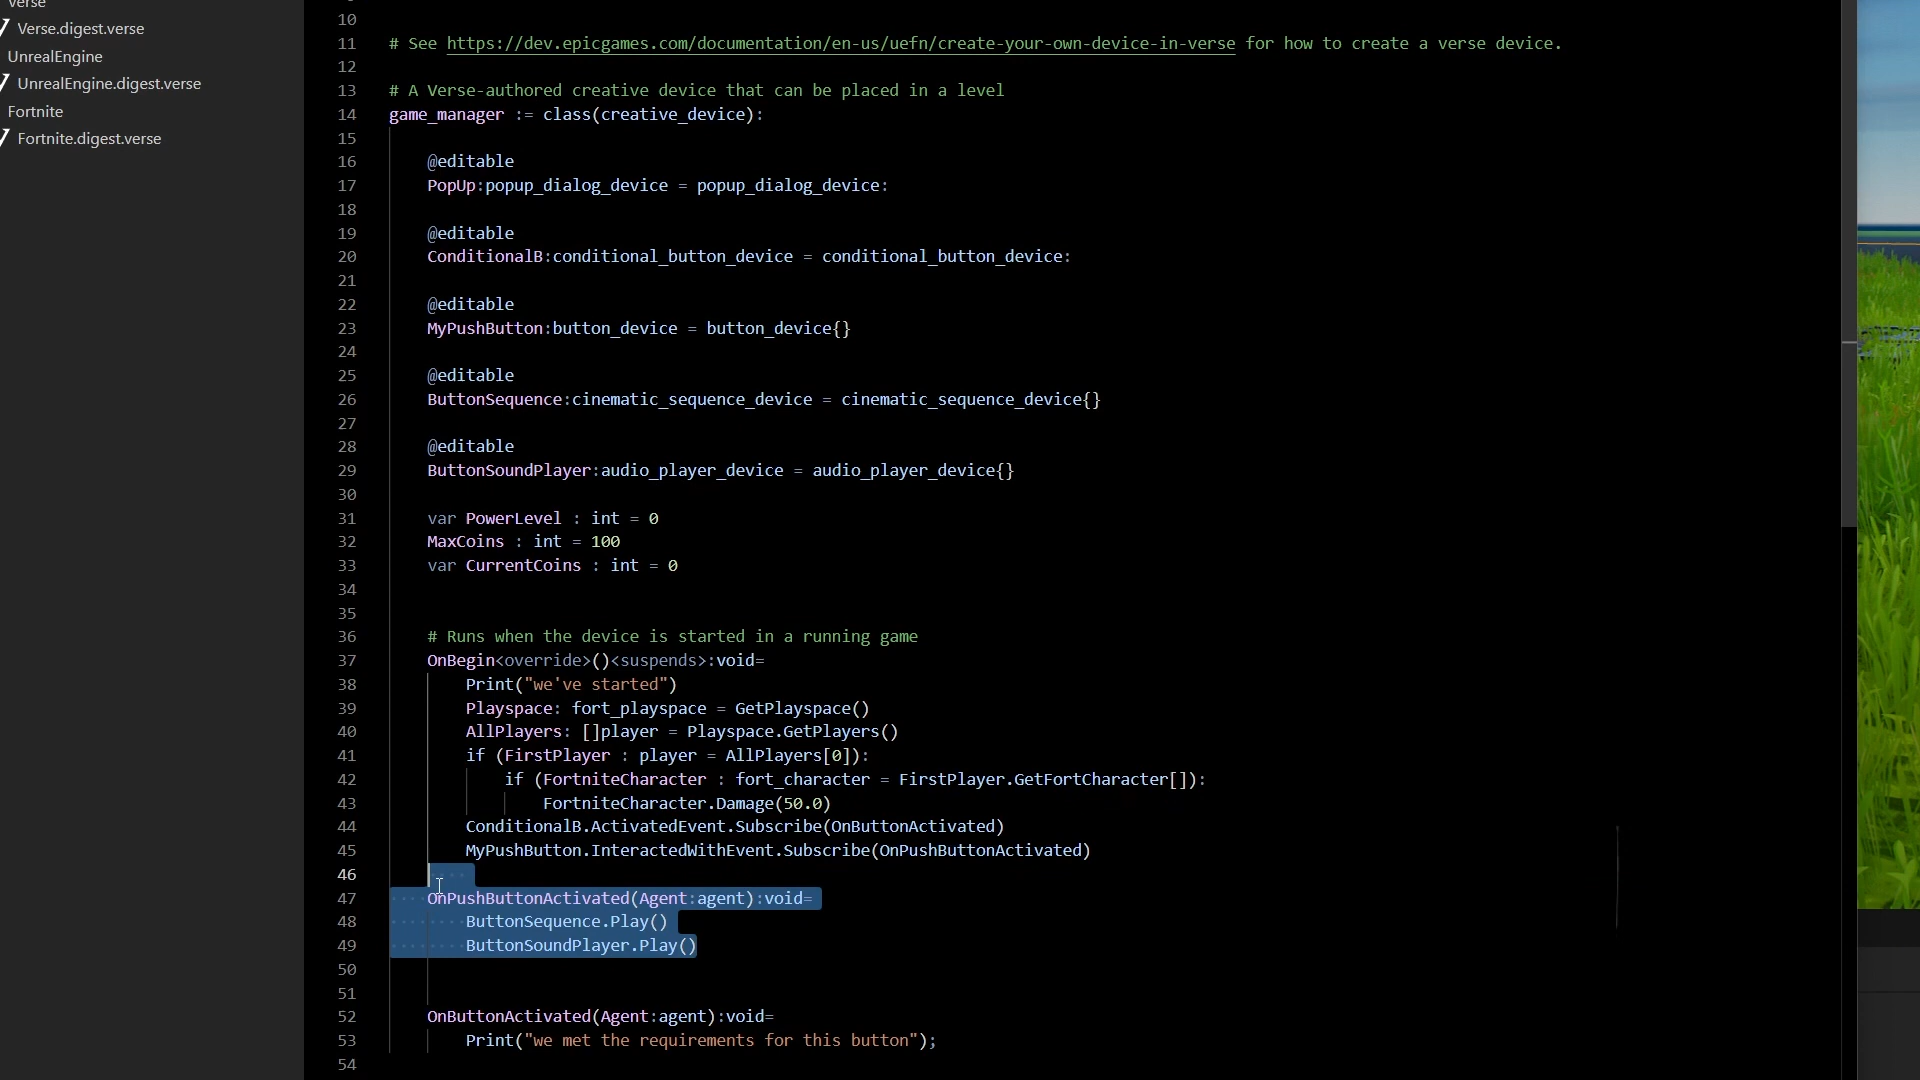 Verse
Verse.digest.verse
UnrealEngine
UnrealEngine.digest.verse
Fortnite
Fortnite.digest.verse
10
11 # See https://dev.epicgames.com/documentation/en-us/uefn/create-your-own-device-in-verse for how to create a verse device.
12
13 # A Verse-authored creative device that can be placed in a level
14 game_manager := class(creative_device):
15
16 @editable
17 PopUp:popup_dialog_device = popup_dialog_device:
18
19 @editable
20 ConditionalB:conditional_button_device = conditional_button_device:
21
22 @editable
23 MyPushButton:button_device = button_device{}
24
25 @editable
26 ButtonSequence:cinematic_sequence_device = cinematic_sequence_device{}
27
28 @editable
29 ButtonSoundPlayer:audio_player_device = audio_player_device{}
30
31 var PowerLevel : int = 0
32 MaxCoins : int = 100
33 var CurrentCoins : int = 0
34
35
36 # Runs when the device is started in a running game
37 OnBegin<override>()<suspends>:void=
38 Print("we've started")
39 Playspace: fort_playspace = GetPlayspace()
40 AllPlayers: []player = Playspace.GetPlayers()
41 if (FirstPlayer : player = AllPlayers[0]):
42 if (FortniteCharacter : fort_character = FirstPlayer.GetFortCharacter[]):
43 FortniteCharacter.Damage(50.0)
44 ConditionalB.ActivatedEvent.Subscribe(OnButtonActivated)
45 MyPushButton.InteractedWithEvent.Subscribe(OnPushButtonActivated)
46
47 OnPushButtonActivated(Agent:agent):void=
48 ButtonSequence.Play()
49 ButtonSoundPlayer.Play()
50
51
52 OnButtonActivated(Agent:agent):void=
53 Print("we met the requirements for this button");
54